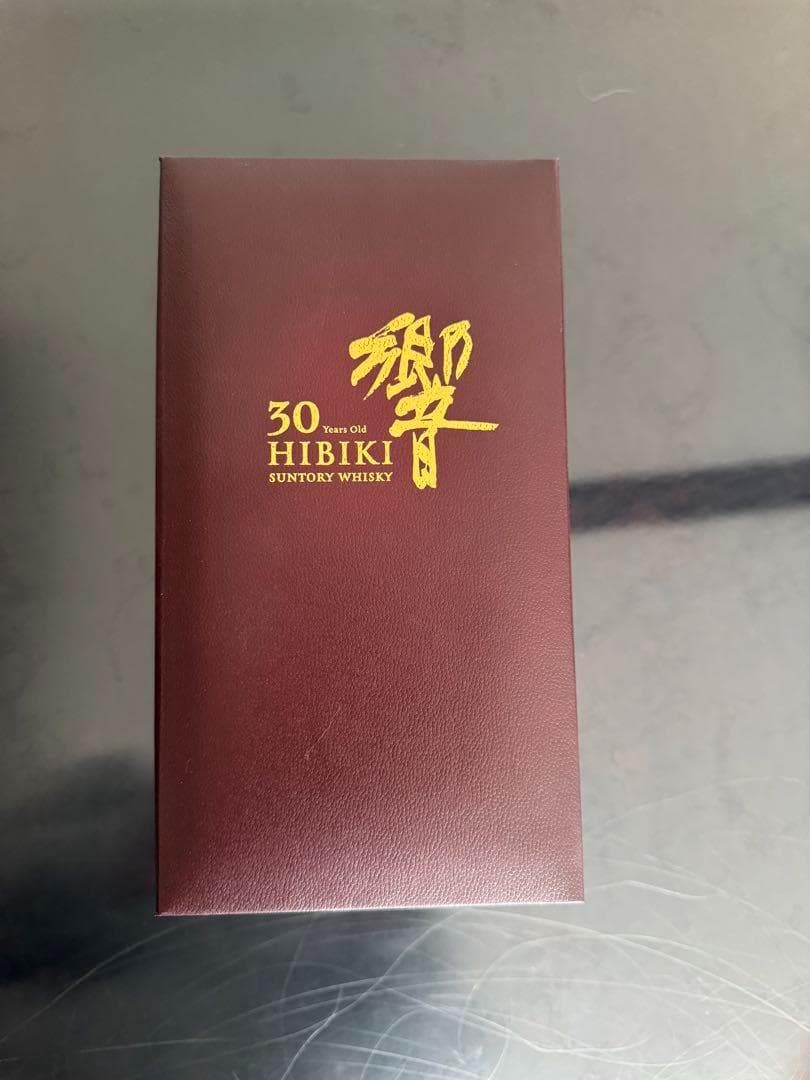 響
30 Years Old
HIBIKI
SUNTORY WHISKY